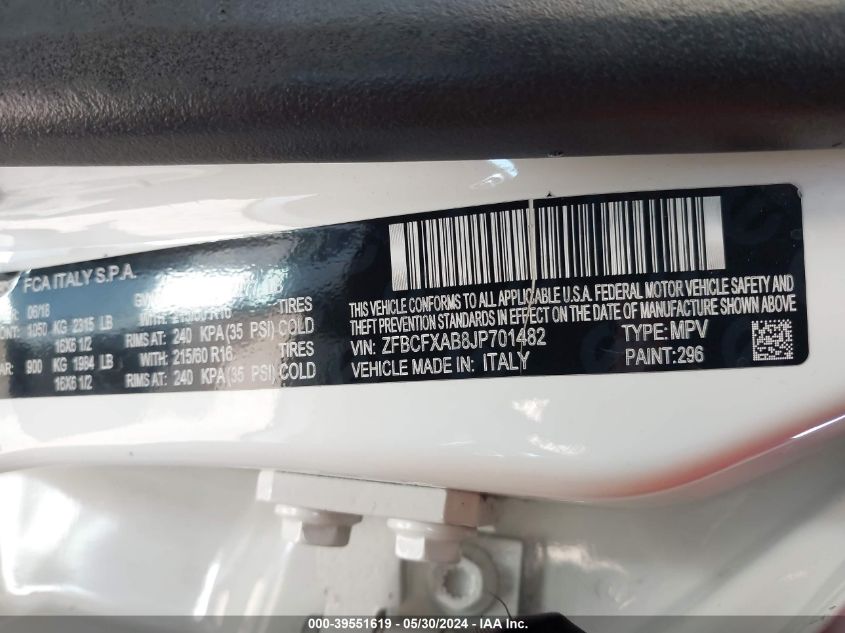 FCA ITALY S.P.A.
06/18
1050 KG 2315 LB WITH: TIRES
16X6 1/2 RIMS AT: 240 KPA(35 PSI) COLD
900 KG 1984 LB WITH: 215/60 R16 TIRES
16X6 1/2 RIMS AT: 240 KPA(35 PSI) COLD
THIS VEHICLE CONFORMS TO ALL APPLICABLE U.S.A. FEDERAL MOTOR VEHICLE SAFETY AND
THEFT PREVENTION STANDARDS IN EFFECT ON THE DATE OF MANUFACTURE SHOWN ABOVE
VIN: ZFBCFXAB8JP701482 TYPE: MPV
VEHICLE MADE IN: ITALY PAINT: 296
000-39551619 - 05/30/2024 - IAA Inc.